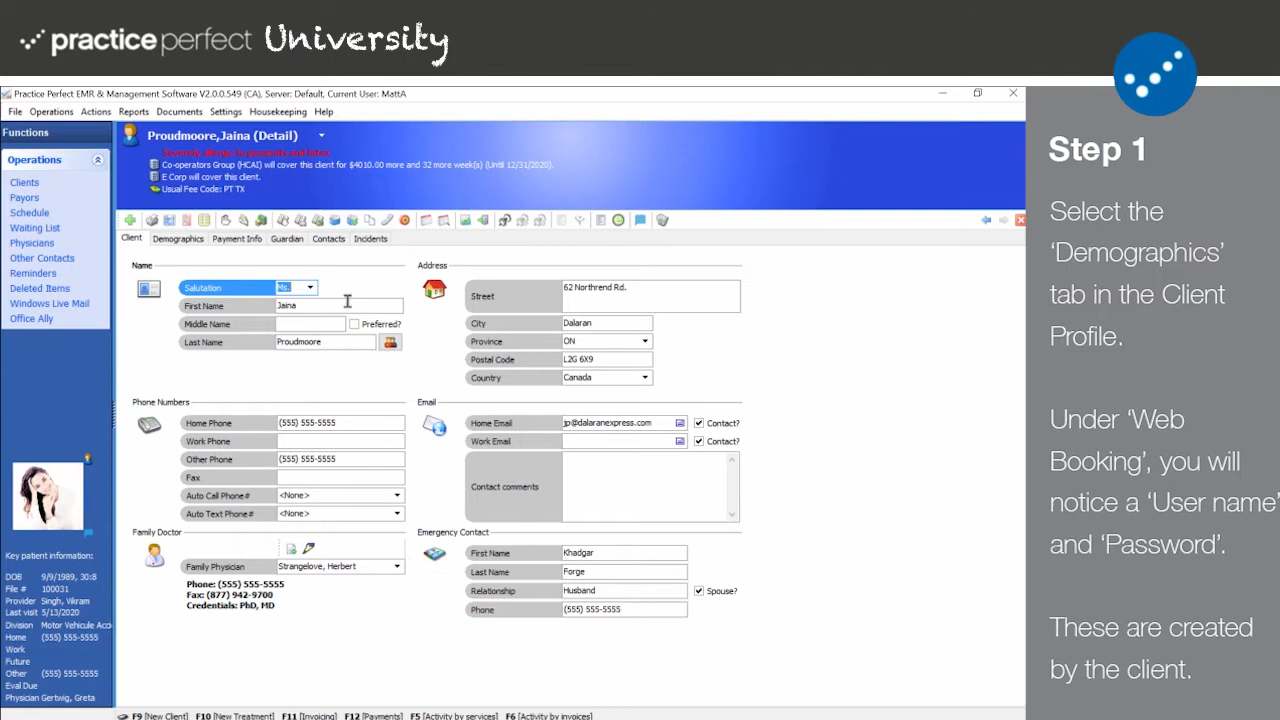 practice perfect University
Practice Perfect EMR & Management Software V2.0.0.549 (CA), Server: Default, Current User: MattA
File Operations Actions Reports Documents Settings Housekeeping Help
Functions
Operations
Clients
Payors
Schedule
Waiting List
Physicians
Other Contacts
Reminders
Deleted Items
Windows Live Mail
Office Ally
Key patient information:
DOB 9/9/1989, 30:8
File # 100031
Provider Singh, Vikram
Last visit 5/13/2020
Division Motor Vehicule Acci
Home (555) 555-5555
Work
Future
Other (555) 555-5555
Eval Due
Physician Gertwig, Greta
Proudmoore,Jaina (Detail)
Severely allergic to peanuts and latex
Co-operators Group (HCAI) will cover this client for $4010.00 more and 32 more week(s) (Until 12/31/2020).
E Corp will cover this client.
Usual Fee Code: PT TX
Client Demographics Payment Info Guardian Contacts Incidents
Name
Salutation Ms.
First Name Jaina
Middle Name Preferred?
Last Name Proudmoore
Address
Street 62 Northrend Rd.
City Dalaran
Province ON
Postal Code L2G 6X9
Country Canada
Phone Numbers
Home Phone (555) 555-5555
Work Phone
Other Phone (555) 555-5555
Fax
Auto Call Phone# <None>
Auto Text Phone# <None>
Email
Home Email jp@dalaranexpress.com Contact?
Work Email Contact?
Contact comments
Family Doctor
Family Physician Strangelove, Herbert
Phone: (555) 555-5555
Fax: (877) 942-9700
Credentials: PhD, MD
Emergency Contact
First Name Khadgar
Last Name Forge
Relationship Husband Spouse?
Phone (555) 555-5555
F9 [New Client] F10 [New Treatment] F11 [Invoicing] F12 [Payments] F5 [Activity by services] F6 [Activity by invoices]
Step 1
Select the
‘Demographics’
tab in the Client
Profile.
Under ‘Web
Booking’, you will
notice a ‘User name’
and ‘Password’.
These are created
by the client.